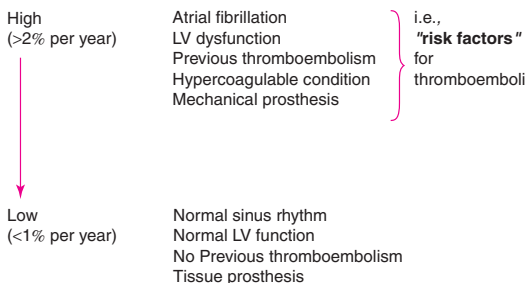 High
(>2% per year)
Atrial fibrillation
LV dysfunction
Previous thromboembolism
Hypercoagulable condition
Mechanical prosthesis
i.e.,
"risk factors"
for
thromboemboli
Low
(<1% per year)
Normal sinus rhythm
Normal LV function
No Previous thromboembolism
Tissue prosthesis